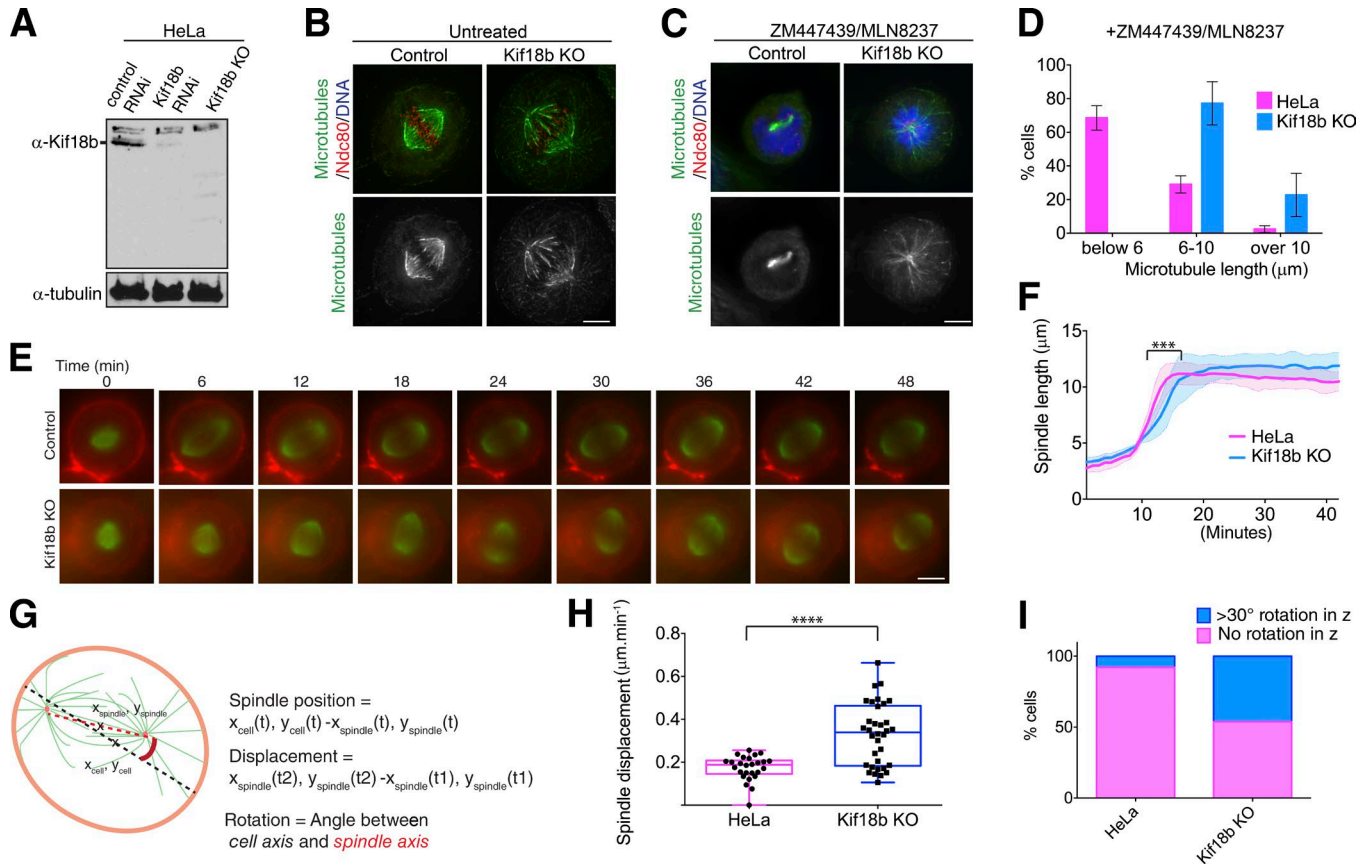 A
HeLa
control
RNAi
Kif18b
RNAi
Kif18b KO
α-Kif18b
α-tubulin
B
Untreated
Control
Kif18b KO
Microtubules
/Ndc80/DNA
Microtubules
C
ZM447439/MLN8237
Control
Kif18b KO
Microtubules
/Ndc80/DNA
Microtubules
D
+ZM447439/MLN8237
% cells
100
80
60
40
20
0
HeLa
Kif18b KO
below 6
6-10
over 10
Microtubule length (μm)
E
Time (min)
0 6 12 18 24 30 36 42 48
Control
Kif18b KO
F
Spindle length (μm)
15
10
5
0
***
HeLa
Kif18b KO
10 20 30 40
(Minutes)
G
x_spindle, y_spindle
x
x
x_cell, y_cell
Spindle position =
x_cell(t), y_cell(t) -x_spindle(t), y_spindle(t)
Displacement =
x_spindle(t2), y_spindle(t2) -x_spindle(t1), y_spindle(t1)
Rotation = Angle between
cell axis and spindle axis
H
Spindle displacement (μm.min⁻¹)
0.8
0.6
0.4
0.2
****
HeLa
Kif18b KO
I
>30° rotation in z
No rotation in z
% cells
100
50
0
HeLa
Kif18b KO